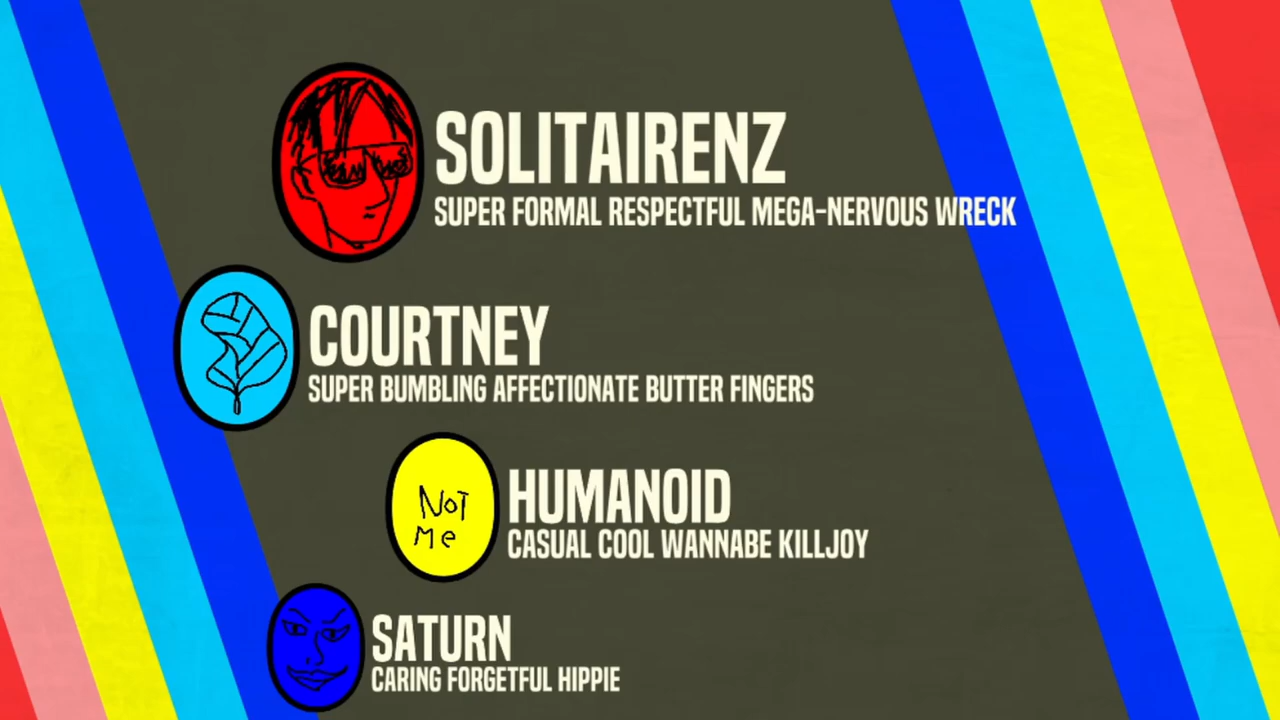 SOLITAIRENZ
SUPER FORMAL RESPECTFUL MEGA-NERVOUS WRECK
COURTNEY
SUPER BUMBLING AFFECTIONATE BUTTER FINGERS
NOT
Me
HUMANOID
CASUAL COOL WANNABE KILLJOY
SATURN
CARING FORGETFUL HIPPIE